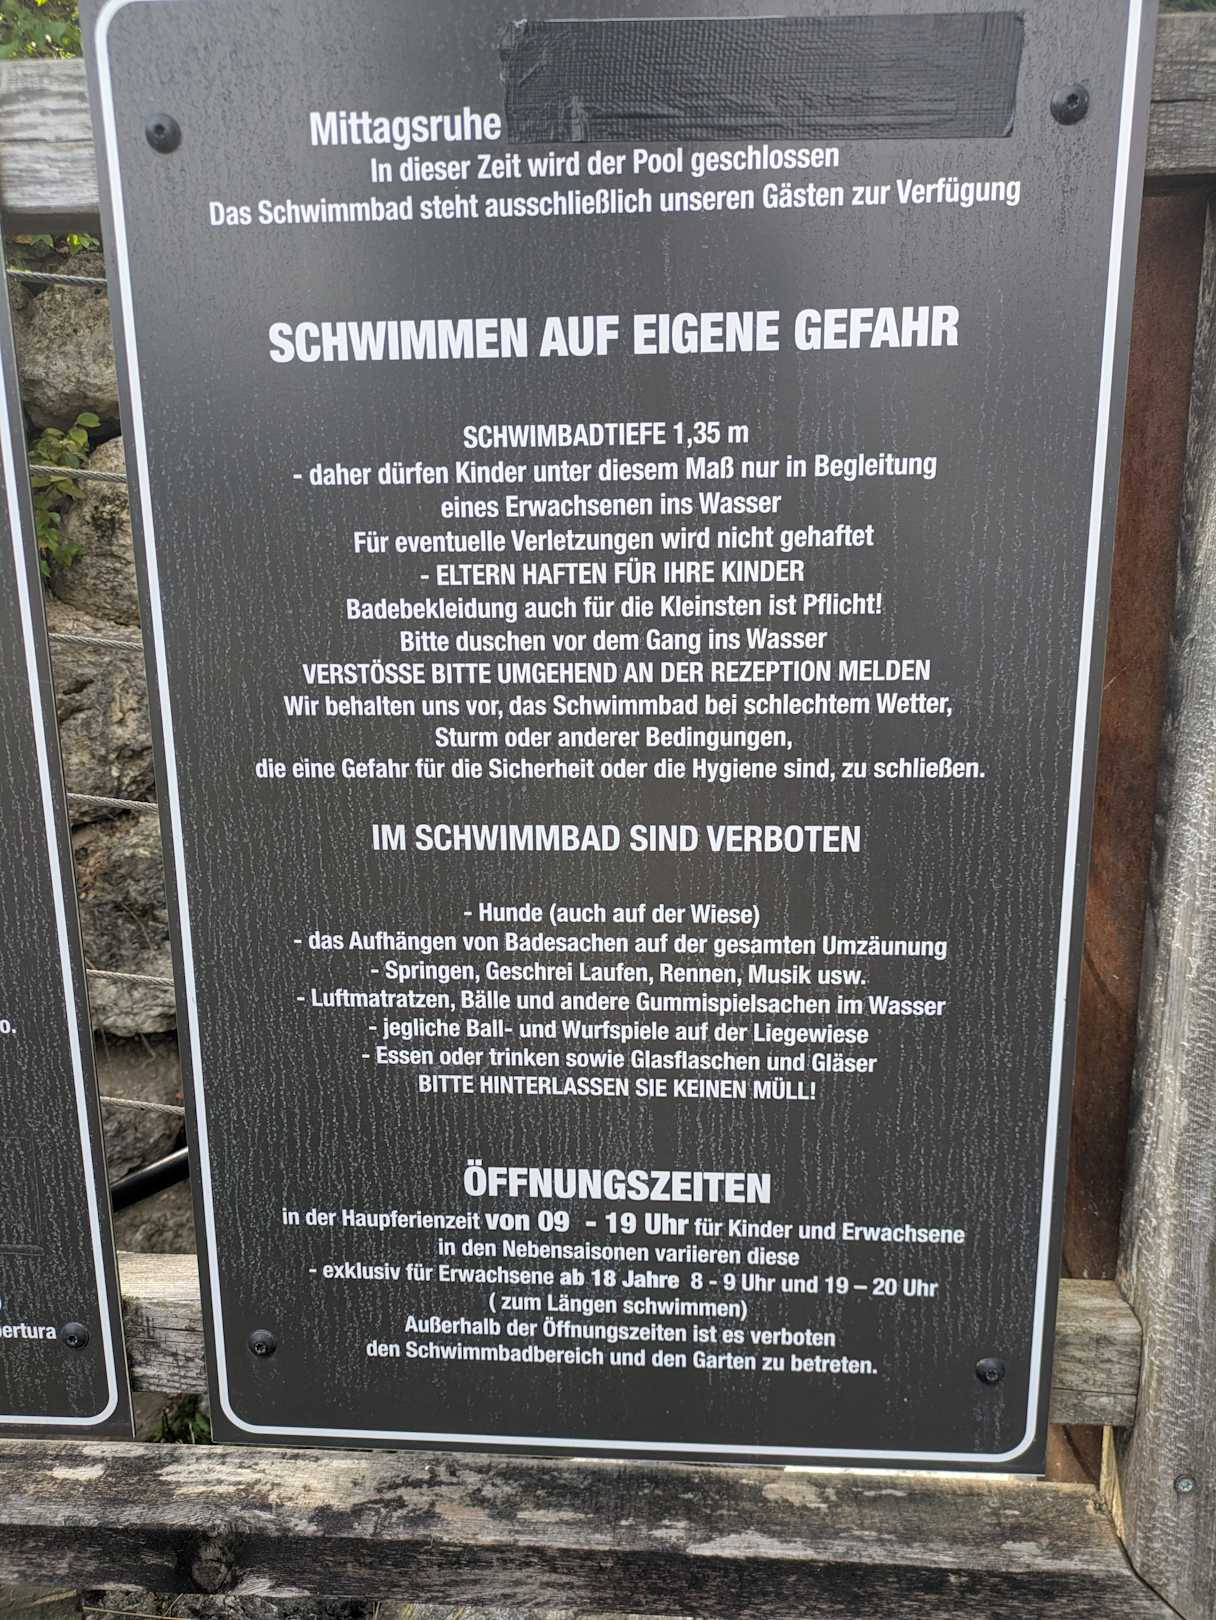 Mittagsruhe
In dieser Zeit wird der Pool geschlossen
Das Schwimmbad steht ausschließlich unseren Gästen zur Verfügung
SCHWIMMEN AUF EIGENE GEFAHR
SCHWIMBADTIEFE 1,35 m
- daher dürfen Kinder unter diesem Maß nur in Begleitung
eines Erwachsenen ins Wasser
Für eventuelle Verletzungen wird nicht gehaftet
- ELTERN HAFTEN FÜR IHRE KINDER
Badebekleidung auch für die Kleinsten ist Pflicht!
Bitte duschen vor dem Gang ins Wasser
VERSTÖSSE BITTE UMGEHEND AN DER REZEPTION MELDEN
Wir behalten uns vor, das Schwimmbad bei schlechtem Wetter,
Sturm oder anderer Bedingungen,
die eine Gefahr für die Sicherheit oder die Hygiene sind, zu schließen.
IM SCHWIMMBAD SIND VERBOTEN
- Hunde (auch auf der Wiese)
- das Aufhängen von Badesachen auf der gesamten Umzäunung
- Springen, Geschrei Laufen, Rennen, Musik usw.
- Luftmatratzen, Bälle und andere Gummispielsachen im Wasser
- jegliche Ball- und Wurfspiele auf der Liegewiese
- Essen oder trinken sowie Glasflaschen und Gläser
BITTE HINTERLASSEN SIE KEINEN MÜLL!
ÖFFNUNGSZEITEN
in der Haupferienzeit von 09 - 19 Uhr für Kinder und Erwachsene
in den Nebensaisonen variieren diese
- exklusiv für Erwachsene ab 18 Jahre 8 - 9 Uhr und 19 – 20 Uhr
( zum Längen schwimmen)
Außerhalb der Öffnungszeiten ist es verboten
den Schwimmbadbereich und den Garten zu betreten.